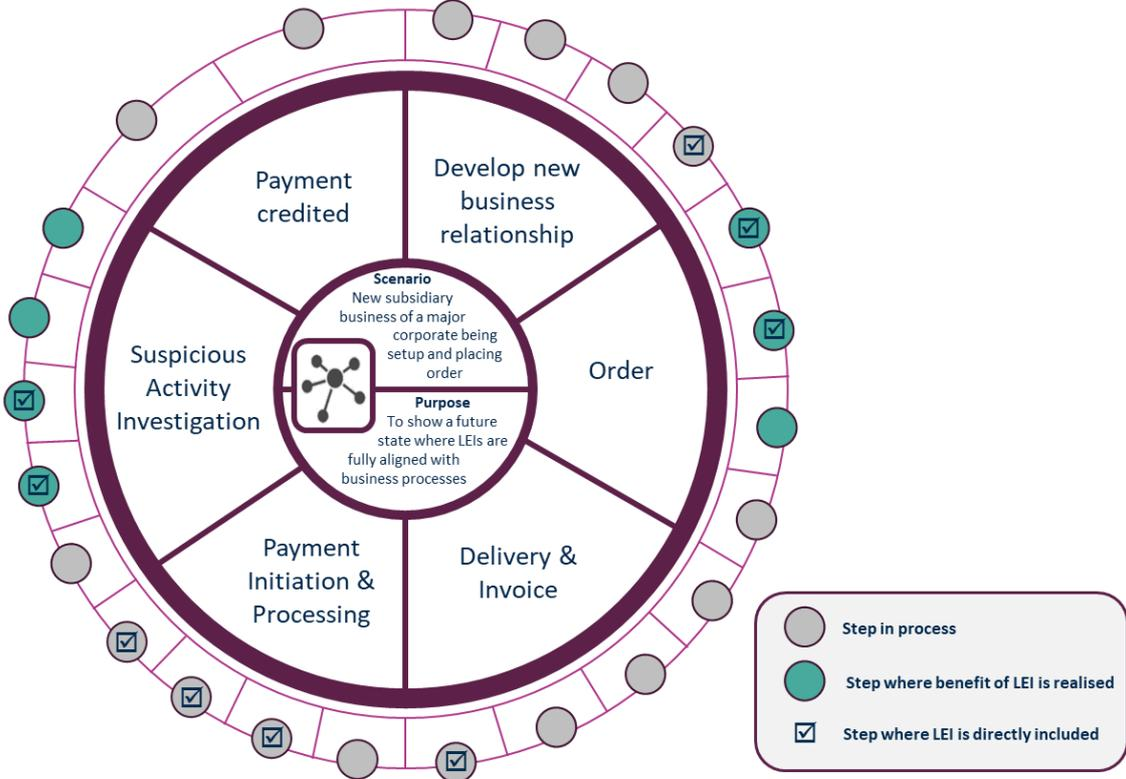 Payment
credited
Develop new
business
relationship
Scenario
New subsidiary
business of a major
corporate being
setup and placing
order
Suspicious
Activity
Investigation
Order
Purpose
To show a future
state where LEIs are
fully aligned with
business processes
Payment
Initiation &
Processing
Delivery &
Invoice
Step in process
Step where benefit of LEI is realised
Step where LEI is directly included